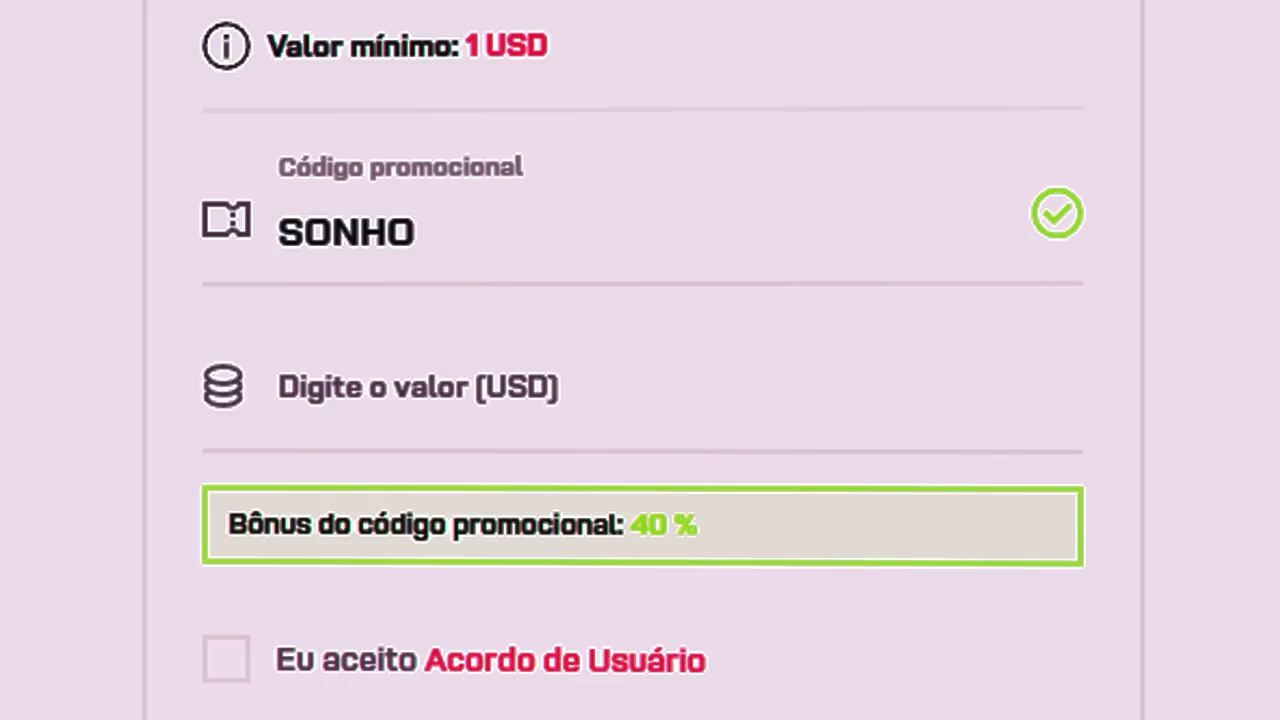 Valor mínimo: 1 USD
Código promocional
SONHO
Digite o valor (USD)
Bônus do código promocional: 40 %
Eu aceito Acordo de Usuário